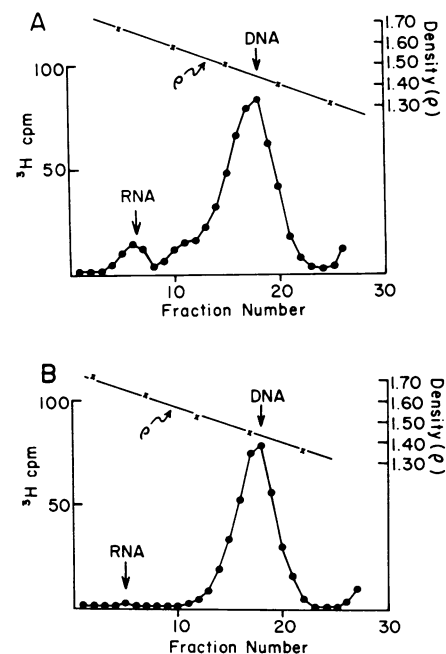 A
DNA
ρ
RNA
100
50
³H cpm
10
20
30
Fraction Number
1.70
1.60
1.50
1.40
1.30
Density (ρ)
B
DNA
ρ
RNA
100
50
³H cpm
10
20
30
Fraction Number
1.70
1.60
1.50
1.40
1.30
Density (ρ)